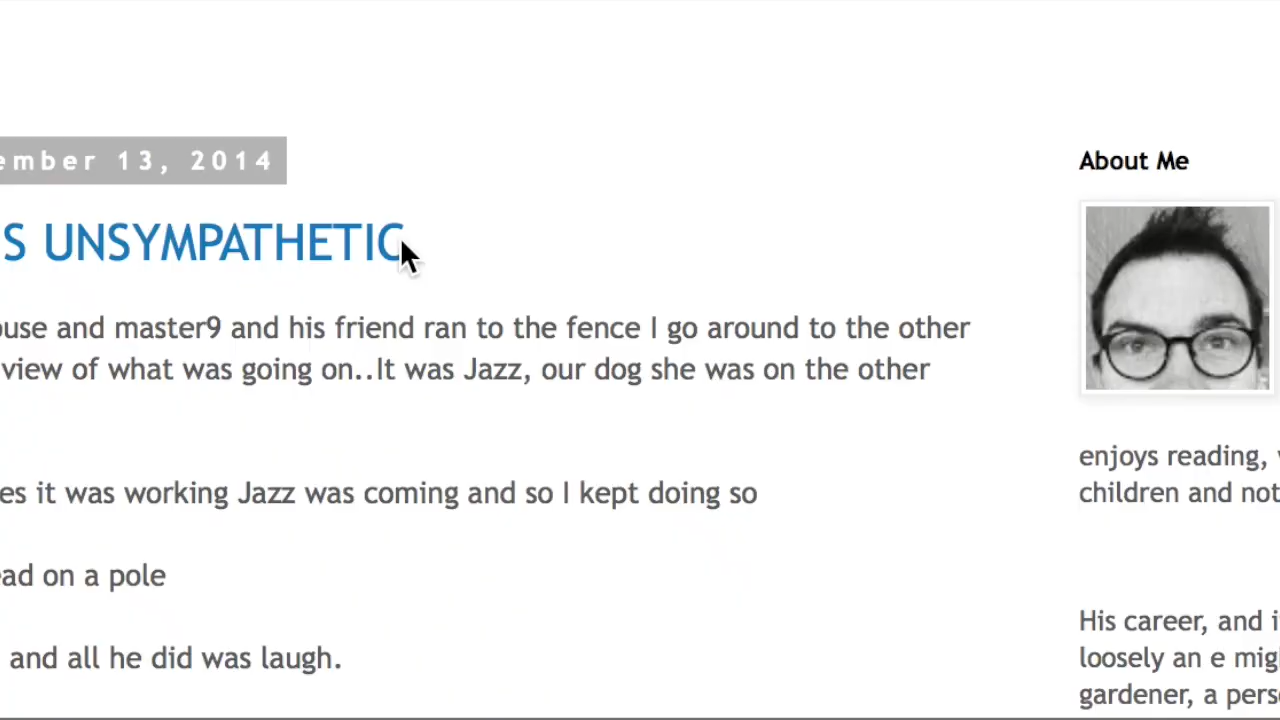 ember 13, 2014
S UNSYMPATHETIC
ouse and master9 and his friend ran to the fence I go around to the other
view of what was going on..It was Jazz, our dog she was on the other
es it was working Jazz was coming and so I kept doing so
ead on a pole
and all he did was laugh.
About Me
enjoys reading,
children and not
His career, and i
loosely an e mig
gardener, a pers